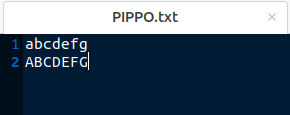 PIPPO.txt ×
1 abcdefg
2 ABCDEFG